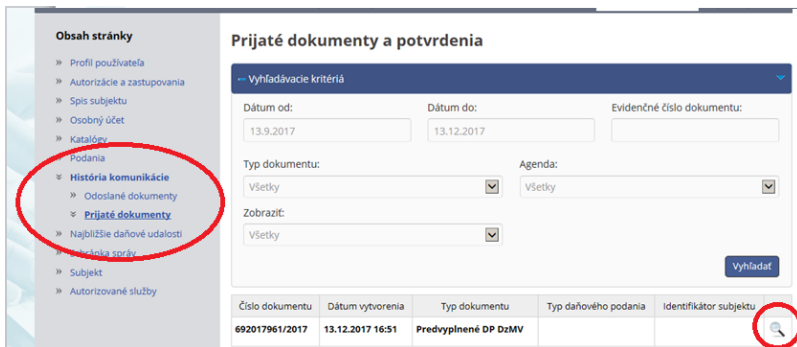 Obsah stránky
Profil používateľa
Autorizácie a zastupovania
Spis subjektu
Osobný účet
Katalógy
Podania
História komunikácie
Odoslané dokumenty
Prijaté dokumenty
Najbližšie daňové udalosti
Schránka správ
Subjekt
Autorizované služby
Prijaté dokumenty a potvrdenia
Vyhľadávacie kritériá
Dátum od: Dátum do: Evidenčné číslo dokumentu:
13.9.2017 13.12.2017
Typ dokumentu: Agenda:
Všetky Všetky
Zobraziť:
Všetky
Vyhľadať
Číslo dokumentu Dátum vytvorenia Typ dokumentu Typ daňového podania Identifikátor subjektu
692017961/2017 13.12.2017 16:51 Predvyplnené DP DzMV